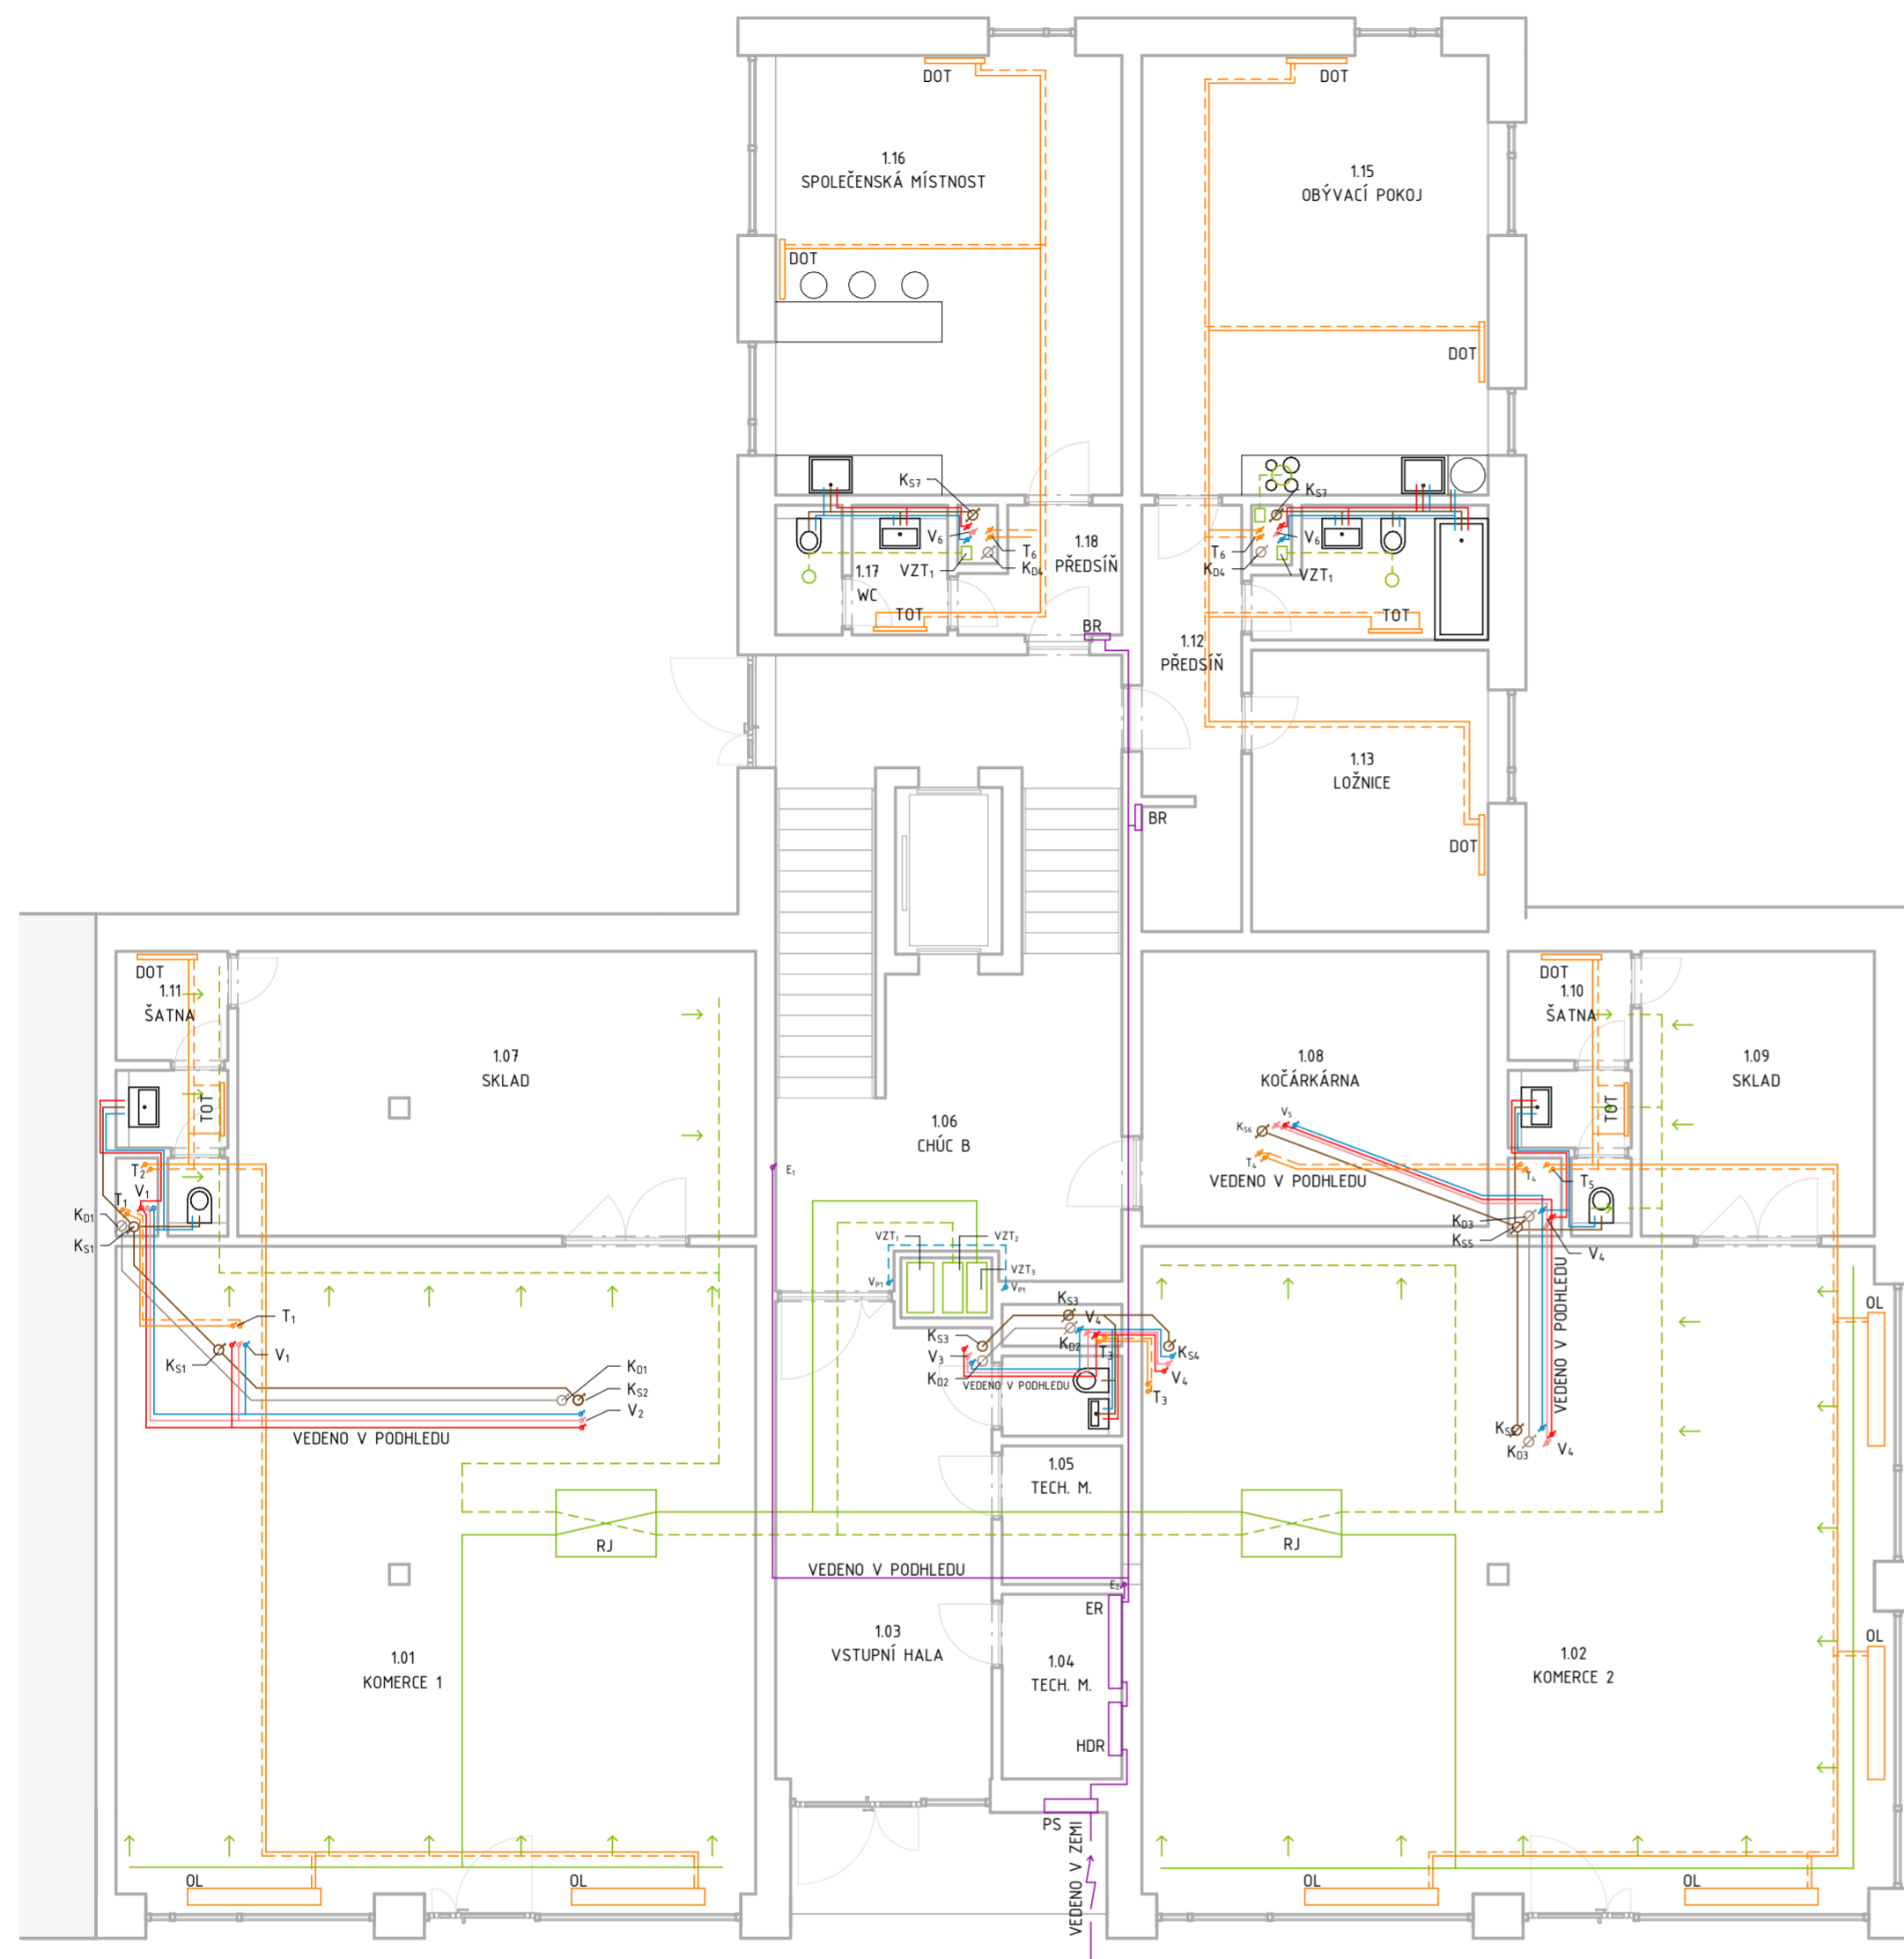 DOT
DOT
1.16
SPOLEČENSKÁ MÍSTNOST
1.15
OBÝVACÍ POKOJ
DOT
DOT
KS7
KS7
V6
T6
KD4
VZT1
1.18
PŘEDSÍŇ
T6
KD4
V6
VZT1
1.17
WC
TOT
TOT
BR
1.12
PŘEDSÍŇ
1.13
LOŽNICE
BR
DOT
DOT
1.11
ŠATNA
DOT
1.10
ŠATNA
1.07
SKLAD
1.08
KOČÁRKÁRNA
1.09
SKLAD
TOT
TOT
1.06
CHÚC B
KS6
V5
E1
T2
V1
T1
KD1
KS1
T4
VEDENO V PODHLEDU
T4
T5
KD3
KS5
V4
VZT1
VZT2
VZT3
VP1
VP1
VEDENO V PODHLEDU
T1
V1
KS1
KS3
V4
KS3
V3
KD2
KD2
T3
KS4
V4
T3
VEDENO V PODHLEDU
OL
KD1
KS2
V2
VEDENO V PODHLEDU
KS5
KD3
V4
1.05
TECH. M.
RJ
RJ
VEDENO V PODHLEDU
E2
ER
1.03
VSTUPNÍ HALA
1.04
TECH. M.
1.01
KOMERCE 1
1.02
KOMERCE 2
OL
HDR
PS
VEDENO V ZEMI
OL
OL
OL
OL